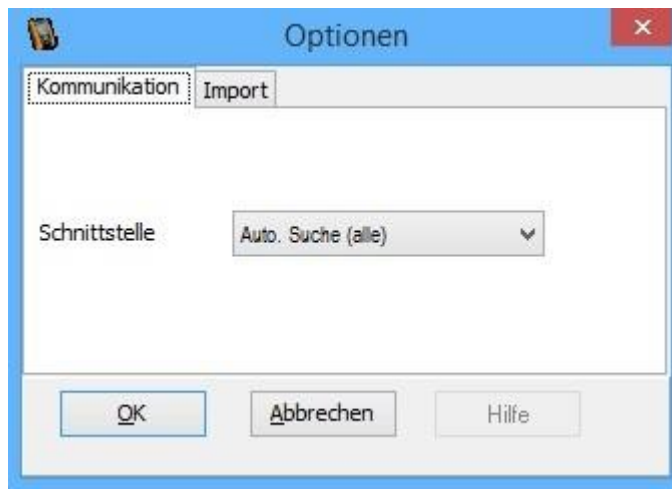 Optionen
Kommunikation Import
Schnittstelle Auto. Suche (alle)
OK Abbrechen Hilfe